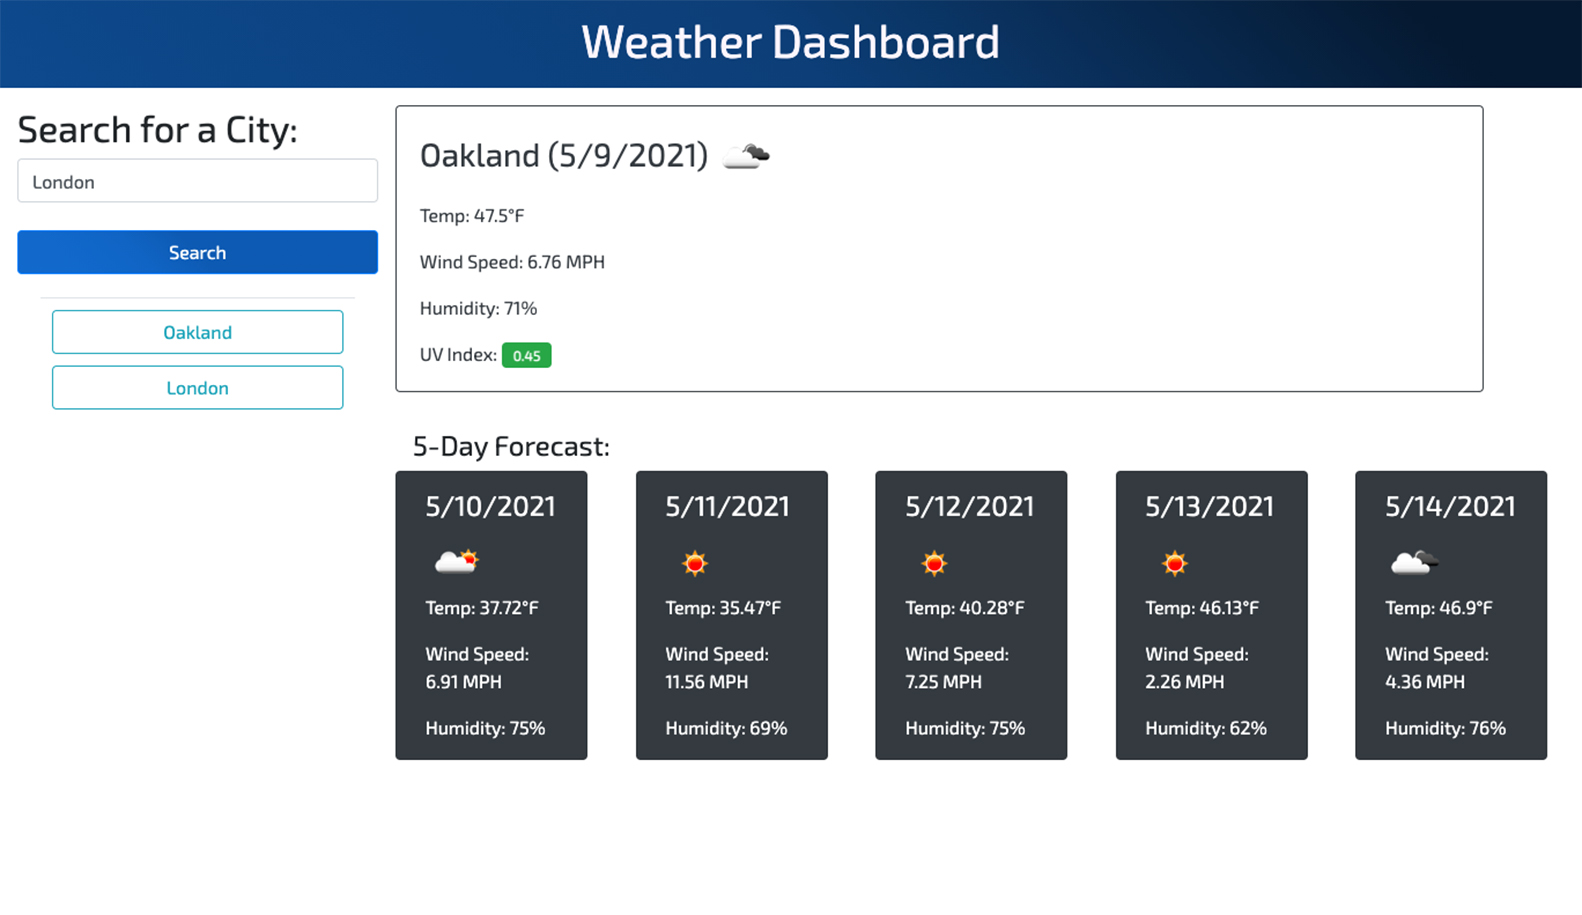 Weather Dashboard
Search for a City:
London
Search
Oakland
London
Oakland (5/9/2021)
Temp: 47.5°F
Wind Speed: 6.76 MPH
Humidity: 71%
UV Index: 0.45
5-Day Forecast:
5/10/2021
Temp: 37.72°F
Wind Speed:
6.91 MPH
Humidity: 75%
5/11/2021
Temp: 35.47°F
Wind Speed:
11.56 MPH
Humidity: 69%
5/12/2021
Temp: 40.28°F
Wind Speed:
7.25 MPH
Humidity: 75%
5/13/2021
Temp: 46.13°F
Wind Speed:
2.26 MPH
Humidity: 62%
5/14/2021
Temp: 46.9°F
Wind Speed:
4.36 MPH
Humidity: 76%